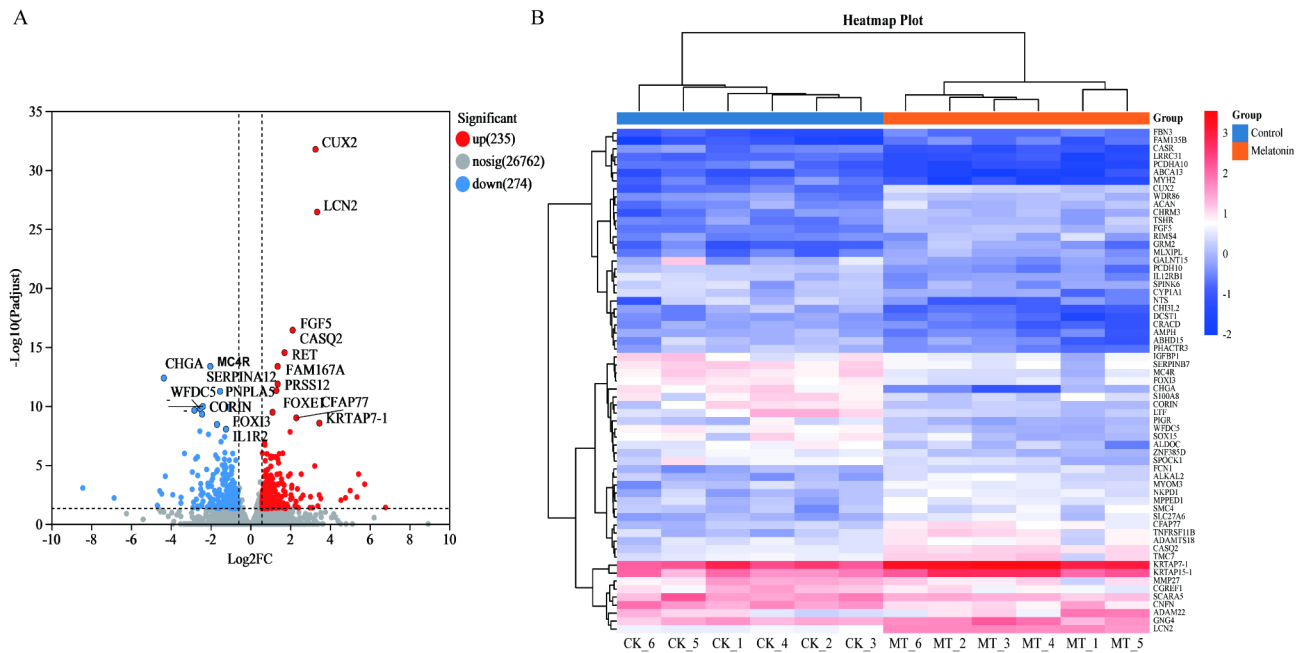 A
B
Heatmap Plot
35
30
25
20
15
10
5
0
-Log10(Padjust)
-10
-8
-6
-4
-2
0
2
4
6
8
10
Log2FC
Significant
up(235)
nosig(26762)
down(274)
CUX2
LCN2
FGF5
CASQ2
RET
FAM167A
PRSS12
FOXE1
CFAP77
KRTAP7-1
CHGA
MC4R
SERPINA12
WFDC5
PNPLA5
CORIN
FOXI3
IL1R2
Group
FBN3
FAM135B
CASR
LRRC31
PCDHA10
ABCA13
MYH2
CUX2
WDR86
ACAN
CHRM3
TSHR
FGF5
RIMS4
GRM2
MLXIPL
GALNT15
PCDH10
IL12RB1
SPINK6
CYP1A1
NTS
CHI3L2
DCST1
CRACD
AMPH
ABHD15
PHACTR3
IGFBP1
SERPINB7
MC4R
FOXI3
CHGA
S100A8
CORIN
LTF
PIGR
WFDC5
SOX15
ALDOC
ZNF385D
SPOCK1
FCN1
ALKAL2
MYOM3
NKPD1
MPPED1
SMC4
SLC27A6
CFAP77
TNFRSF11B
ADAMTS18
CASQ2
TMC7
KRTAP7-1
KRTAP15-1
MMP27
CGREF1
SCARA5
CNFN
ADAM22
GNG4
LCN2
CK_6
CK_5
CK_1
CK_4
CK_2
CK_3
MT_6
MT_2
MT_3
MT_4
MT_1
MT_5
3
2
1
0
-1
-2
Group
Control
Melatonin